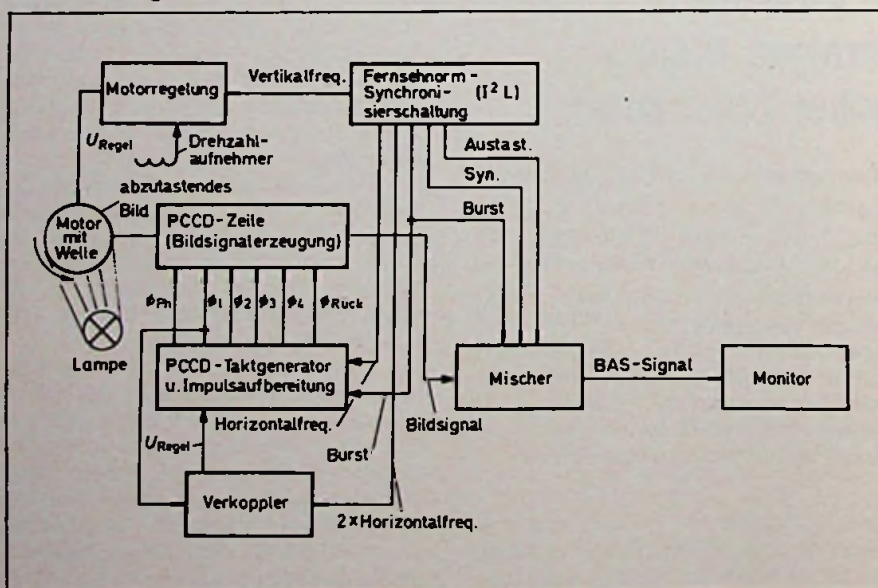 Motorregelung
Vertikalfreq.
Fernsehnorm-
Synchroni-
sierschaltung
(I² L)
U Regel
Drehzahl-
aufnehmer
Austast.
Syn.
Burst
abzutastendes
Bild
Motor
mit
Welle
PCCD-Zeile
(Bildsignalerzeugung)
ϕPh
ϕ1
ϕ2
ϕ3
ϕ4
ϕRück
Lampe
PCCD-Taktgenerator
u. Impulsaufbereitung
Mischer
BAS-Signal
Monitor
Horizontalfreq.
Bildsignal
U Regel
Burst
Verkoppler
2×Horizontalfreq.